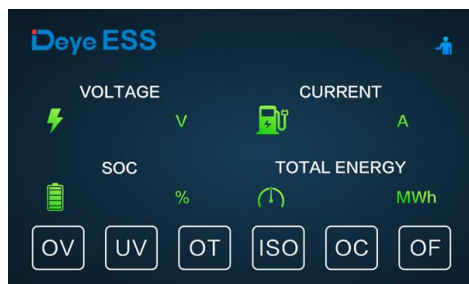 Deye ESS
VOLTAGE CURRENT
V A
SOC TOTAL ENERGY
% MWh
OV UV OT ISO OC OF